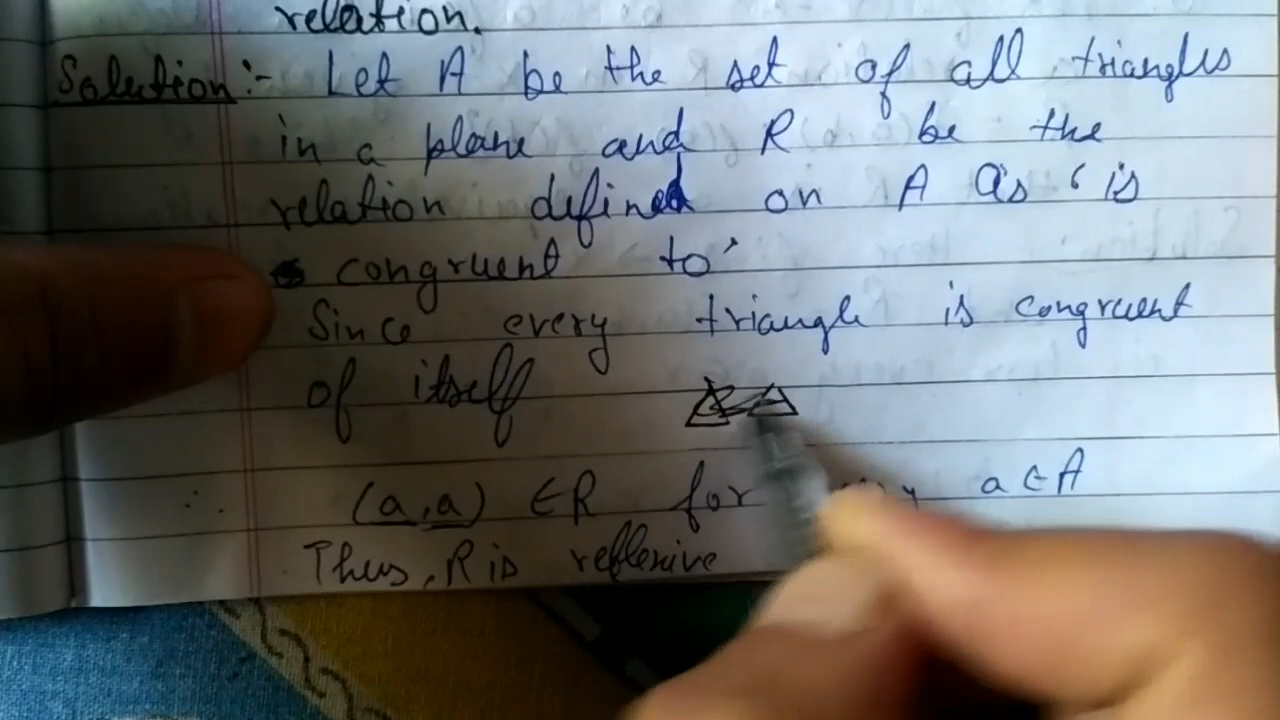 relation.
Solution :- Let A be the set of all triangles
in a plane and R be the
relation defined on A as ' is
congruent to'
Since every triangle is congruent
of itself
∴ (a,a) ∈ R for a ∈ A
Thus, R is reflexive